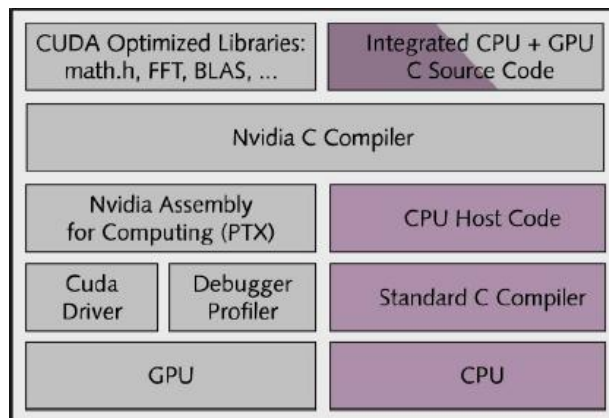 CUDA Optimized Libraries:
math.h, FFT, BLAS, ...
Integrated CPU + GPU
C Source Code
Nvidia C Compiler
Nvidia Assembly
for Computing (PTX)
CPU Host Code
Cuda
Driver
Debugger
Profiler
Standard C Compiler
GPU
CPU